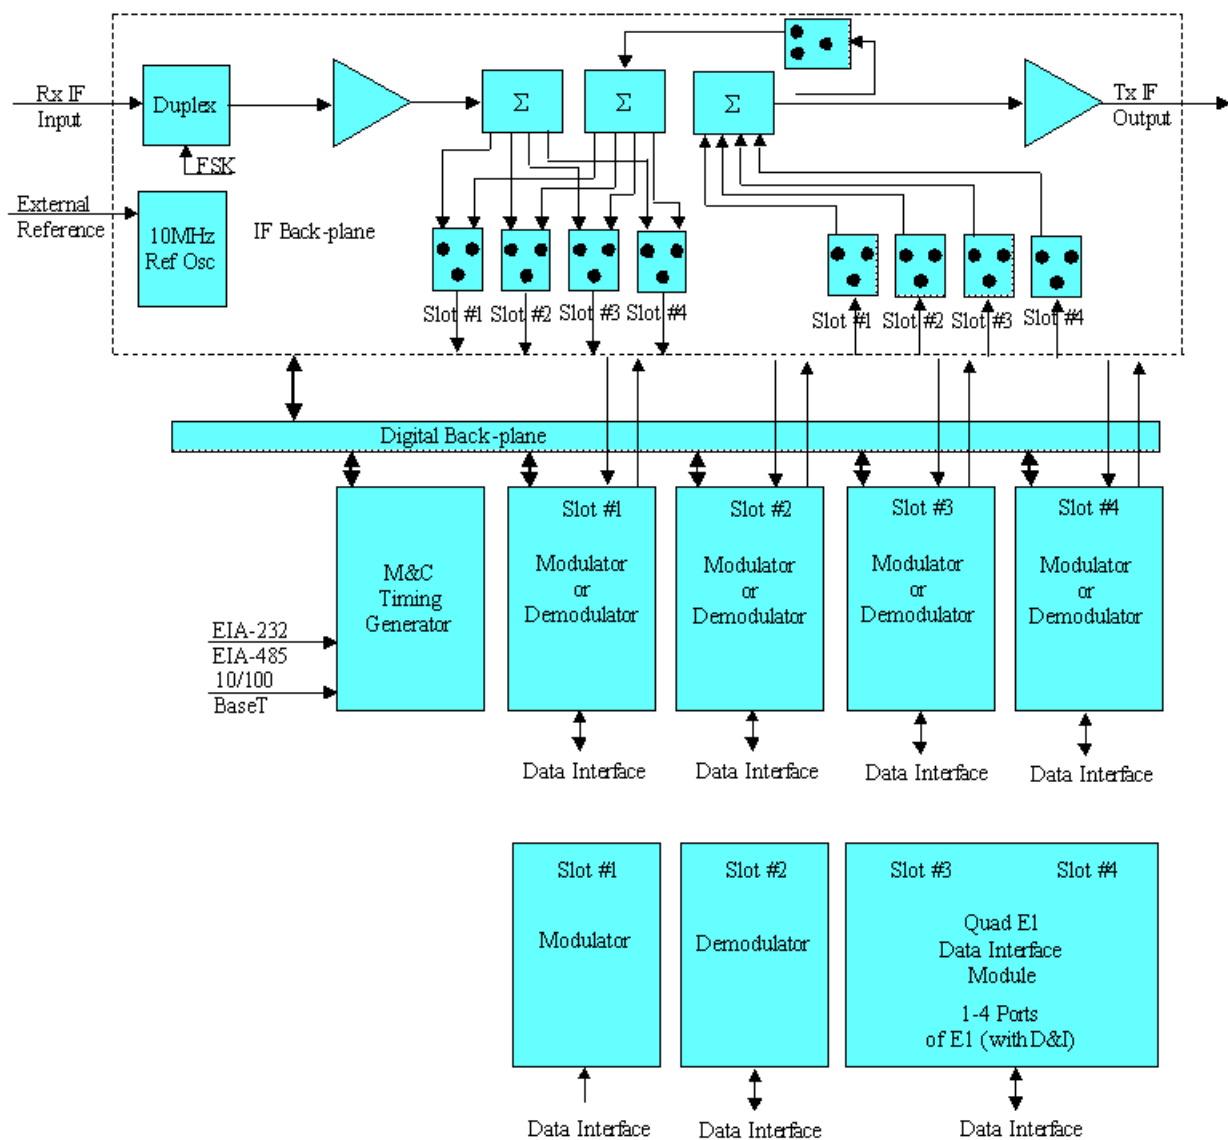 Rx IF
Input
Duplex
Σ
Σ
Σ
Tx IF
Output
FSK
External
Reference
10MHz
Ref Osc
IF Back-plane
Slot #1
Slot #2
Slot #3
Slot #4
Slot #1
Slot #2
Slot #3
Slot #4
Digital Back-plane
M&C
Timing
Generator
EIA-232
EIA-485
10/100
BaseT
Slot #1
Modulator
or
Demodulator
Slot #2
Modulator
or
Demodulator
Slot #3
Modulator
or
Demodulator
Slot #4
Modulator
or
Demodulator
Data Interface
Data Interface
Data Interface
Data Interface
Slot #1
Modulator
Slot #2
Demodulator
Slot #3
Slot #4
Quad E1
Data Interface
Module
1-4 Ports
of E1 (with D&I)
Data Interface
Data Interface
Data Interface